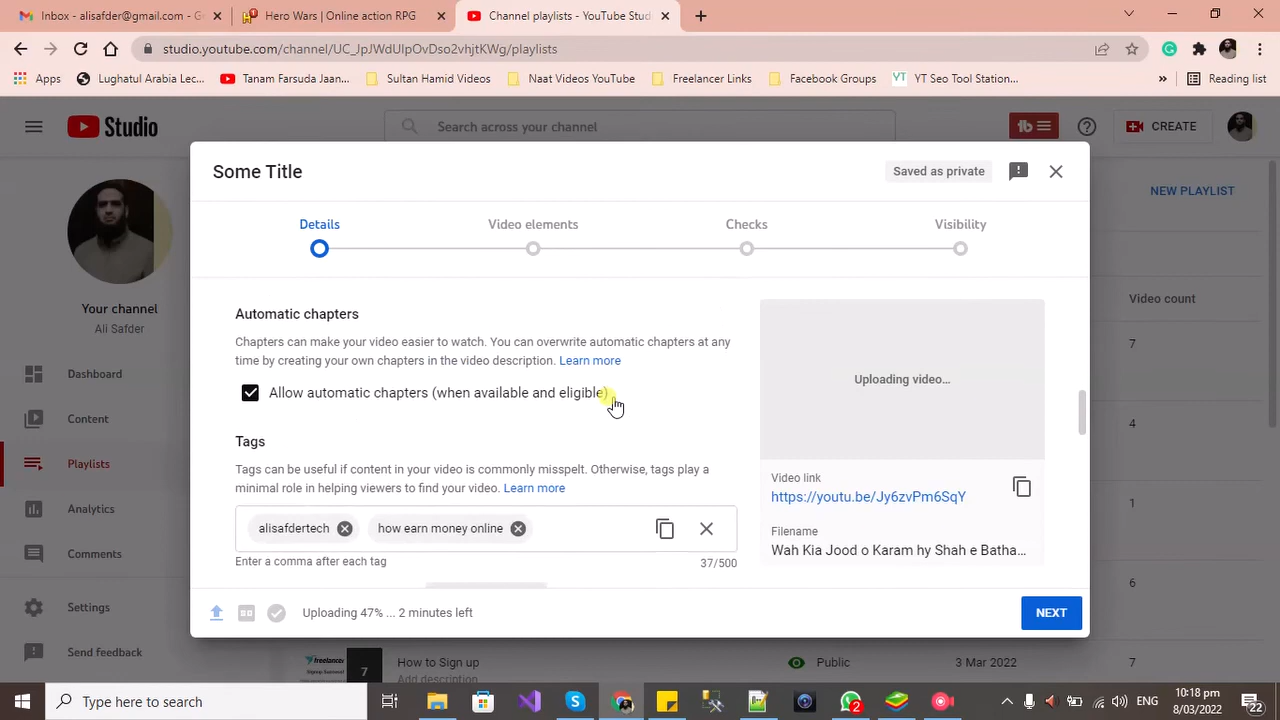 Inbox - alisafder@gmail.com - G
Hero Wars | Online action RPG
Channel playlists - YouTube Stud
studio.youtube.com/channel/UC_JpJWdUlpOvDso2vhjtKWg/playlists
Apps
Lughatul Arabia Lec...
Tanam Farsuda Jaan...
Sultan Hamid Videos
Naat Videos YouTube
Freelancer Links
Facebook Groups
YT Seo Tool Station...
»
Reading list
Studio
Search across your channel
CREATE
Some Title
Saved as private
NEW PLAYLIST
Details
Video elements
Checks
Visibility
Your channel
Ali Safder
Video count
Automatic chapters
Chapters can make your video easier to watch. You can overwrite automatic chapters at any
time by creating your own chapters in the video description. Learn more
Allow automatic chapters (when available and eligible)
Uploading video...
7
Dashboard
Content
4
Tags
Playlists
Tags can be useful if content in your video is commonly misspelt. Otherwise, tags play a
minor role in helping viewers to find your video. Learn more
Video link
https://youtu.be/Jy6zvPm6SqY
1
Analytics
alisafdertech
how earn money online
Filename
Wah Kia Jood o Karam hy Shah e Batha...
Comments
Enter a comma after each tag
37/500
6
Settings
Uploading 47% ... 2 minutes left
NEXT
Send feedback
7
How to Sign up
Add description
Public
3 Mar 2022
7
Type here to search
2
ENG
10:18 pm
8/03/2022
22